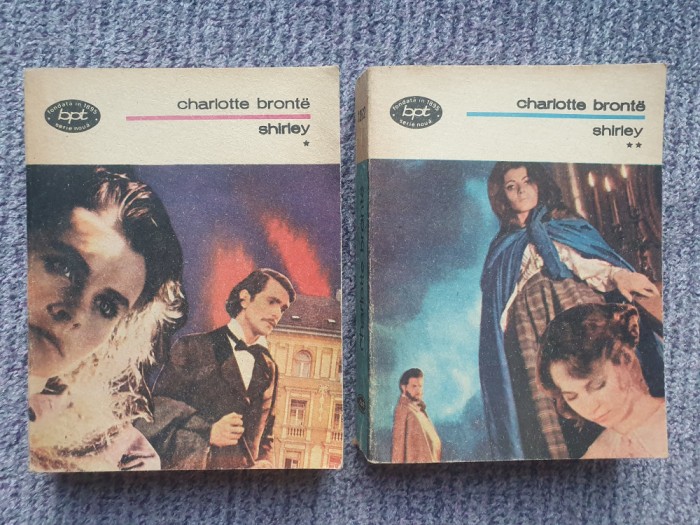 fondată în 1895
bpt
serie nouă
charlotte brontë
shirley
*
fondată în 1895
bpt
serie nouă
charlotte brontë
shirley
**